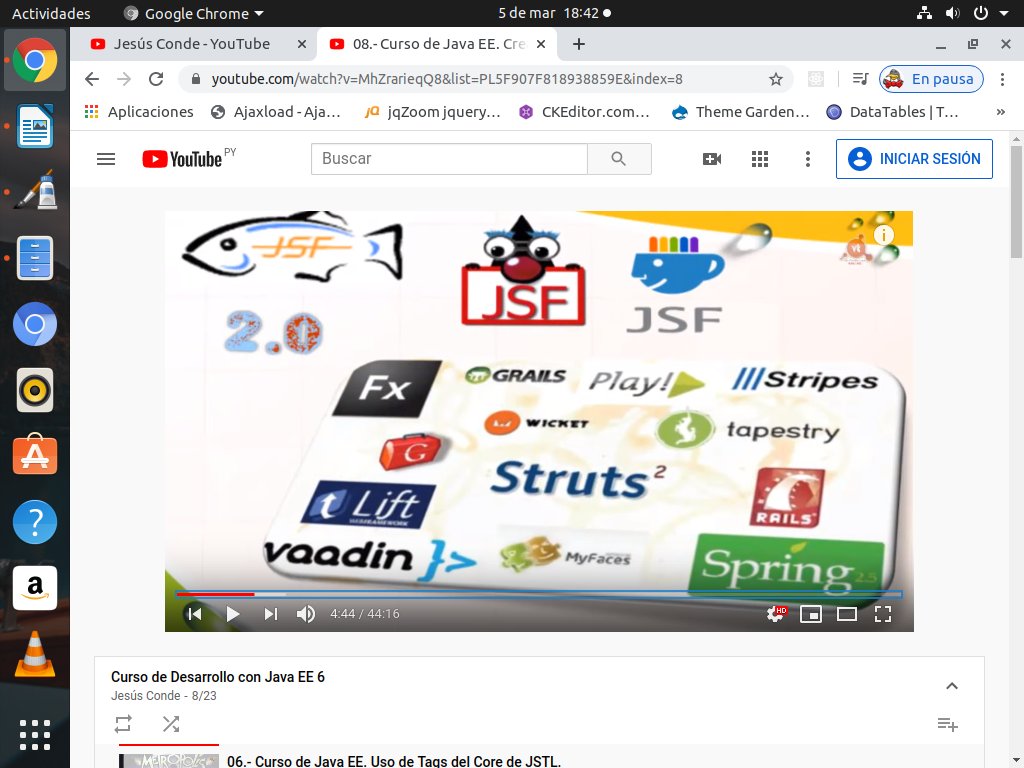 Actividades
Google Chrome
5 de mar 18:42
Jesús Conde - YouTube
08.- Curso de Java EE. Cre
youtube.com/watch?v=MhZrarieqQ8&list=PL5F907F818938859E&index=8
En pausa
Aplicaciones
Ajaxload - Aja…
jQ
jqZoom jquery…
CKEditor.com…
Theme Garden…
DataTables | T…
»
YouTube PY
Buscar
INICIAR SESIÓN
JSF
JSF
JSF
2.0
i
Fx
GRAILS
Play!
Stripes
WICKET
tapestry
G
Struts 2
Lift
RAILS
vaadin }>
MyFaces
Spring 2.5
4:44 / 44:16
HD
Curso de Desarrollo con Java EE 6
Jesús Conde - 8/23
METROPOLIS
06.- Curso de Java EE. Uso de Tags del Core de JSTL.
?
a
A